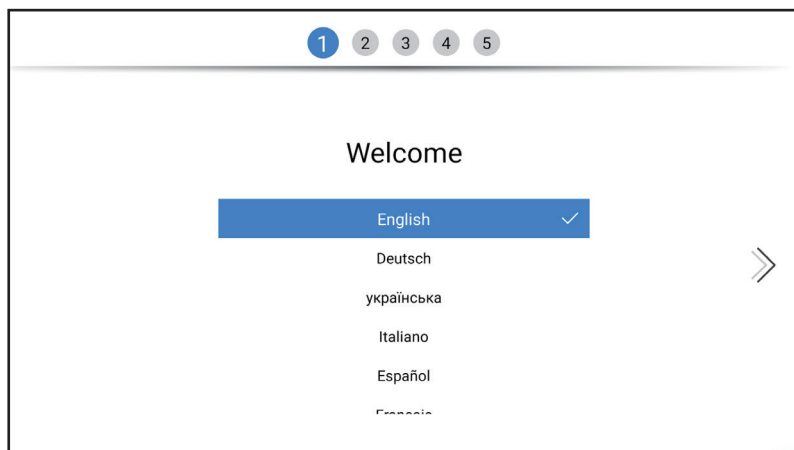 1 2 3 4 5
Welcome
English
Deutsch
українська
Italiano
Español